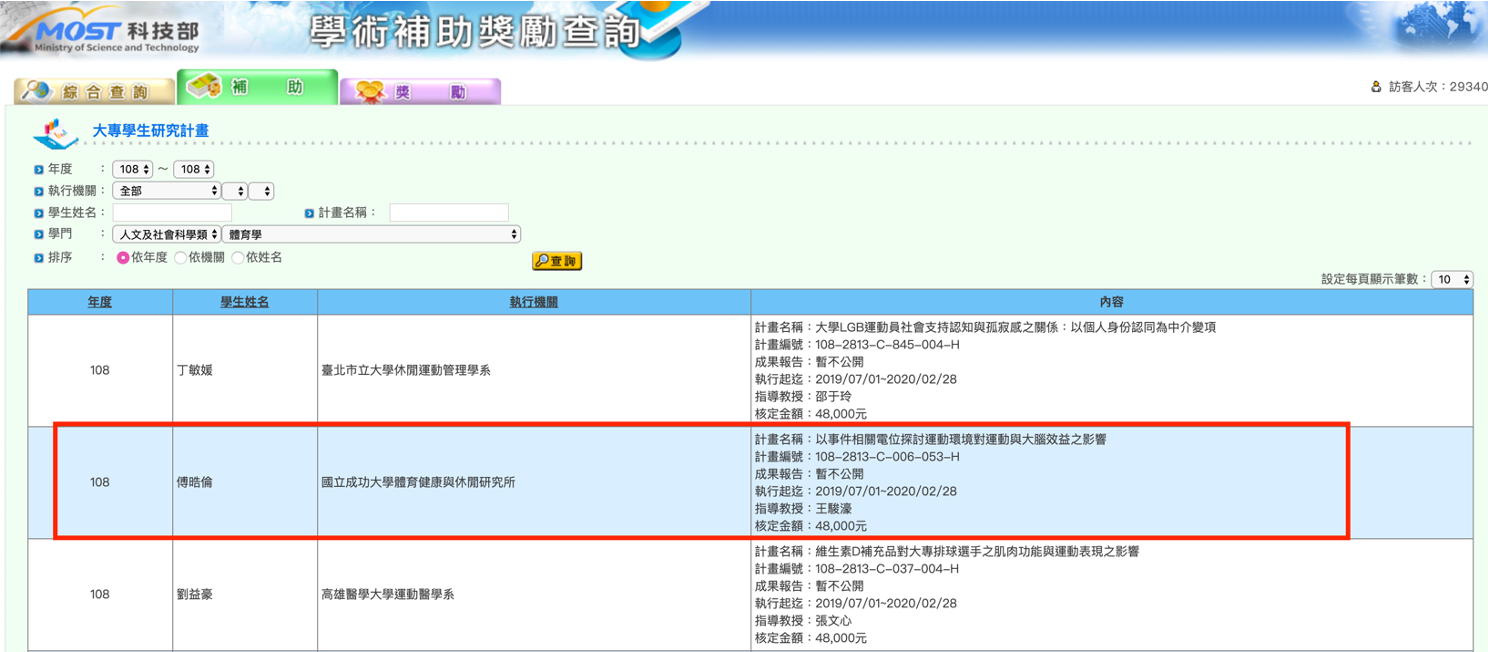 MOST 科技部
Ministry of Science and Technology
學術補助獎勵查詢
綜合查詢
補 助
獎 勵
訪客人次：29340
大專學生研究計畫
年度 ： 108 ～ 108
執行機關： 全部
學生姓名： 計畫名稱：
學門 ： 人文及社會科學類 體育學
排序 ： 依年度 依機關 依姓名
查詢
設定每頁顯示筆數： 10
年度 學生姓名 執行機關 內容
108 丁敏媛 臺北市立大學休閒運動管理學系
計畫名稱：大學LGB運動員社會支持認知與孤寂感之關係：以個人身份認同為中介變項
計畫編號：108-2813-C-845-004-H
成果報告：暫不公開
執行起迄：2019/07/01~2020/02/28
指導教授：邵于玲
核定金額：48,000元
108 傅晧倫 國立成功大學體育健康與休閒研究所
計畫名稱：以事件相關電位探討運動環境對運動與大腦效益之影響
計畫編號：108-2813-C-006-053-H
成果報告：暫不公開
執行起迄：2019/07/01~2020/02/28
指導教授：王駿濠
核定金額：48,000元
108 劉益豪 高雄醫學大學運動醫學系
計畫名稱：維生素D補充品對大專排球選手之肌肉功能與運動表現之影響
計畫編號：108-2813-C-037-004-H
成果報告：暫不公開
執行起迄：2019/07/01~2020/02/28
指導教授：張文心
核定金額：48,000元